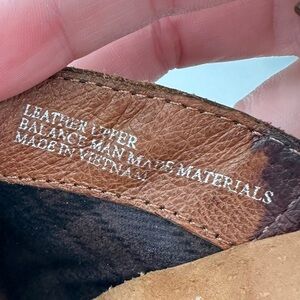 LEATHER UPPER
BALANCE MAN MADE MATERIALS
MADE IN VIETNAM